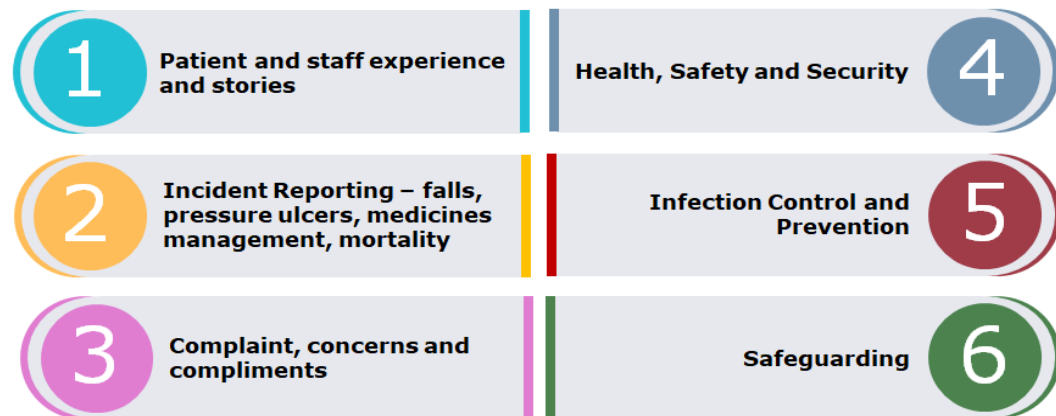 1
Patient and staff experience
and stories
2
Incident Reporting – falls,
pressure ulcers, medicines
management, mortality
3
Complaint, concerns and
compliments
4
Health, Safety and Security
5
Infection Control and
Prevention
6
Safeguarding